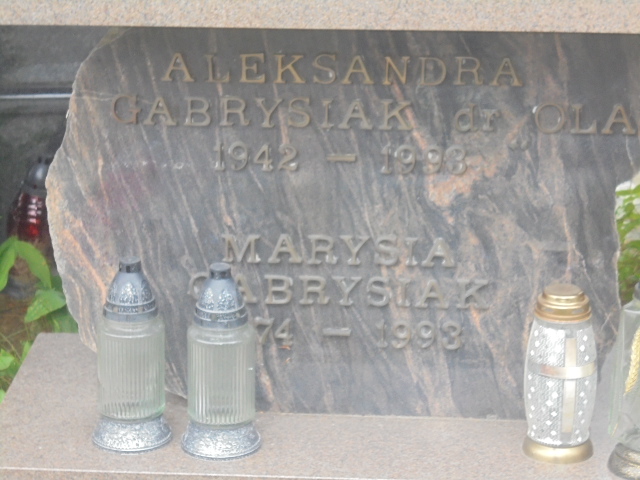 ALEKSANDRA
GABRYSIAK dr OLA
1942 - 1993
MARYSIA
GABRYSIAK
74 - 1993